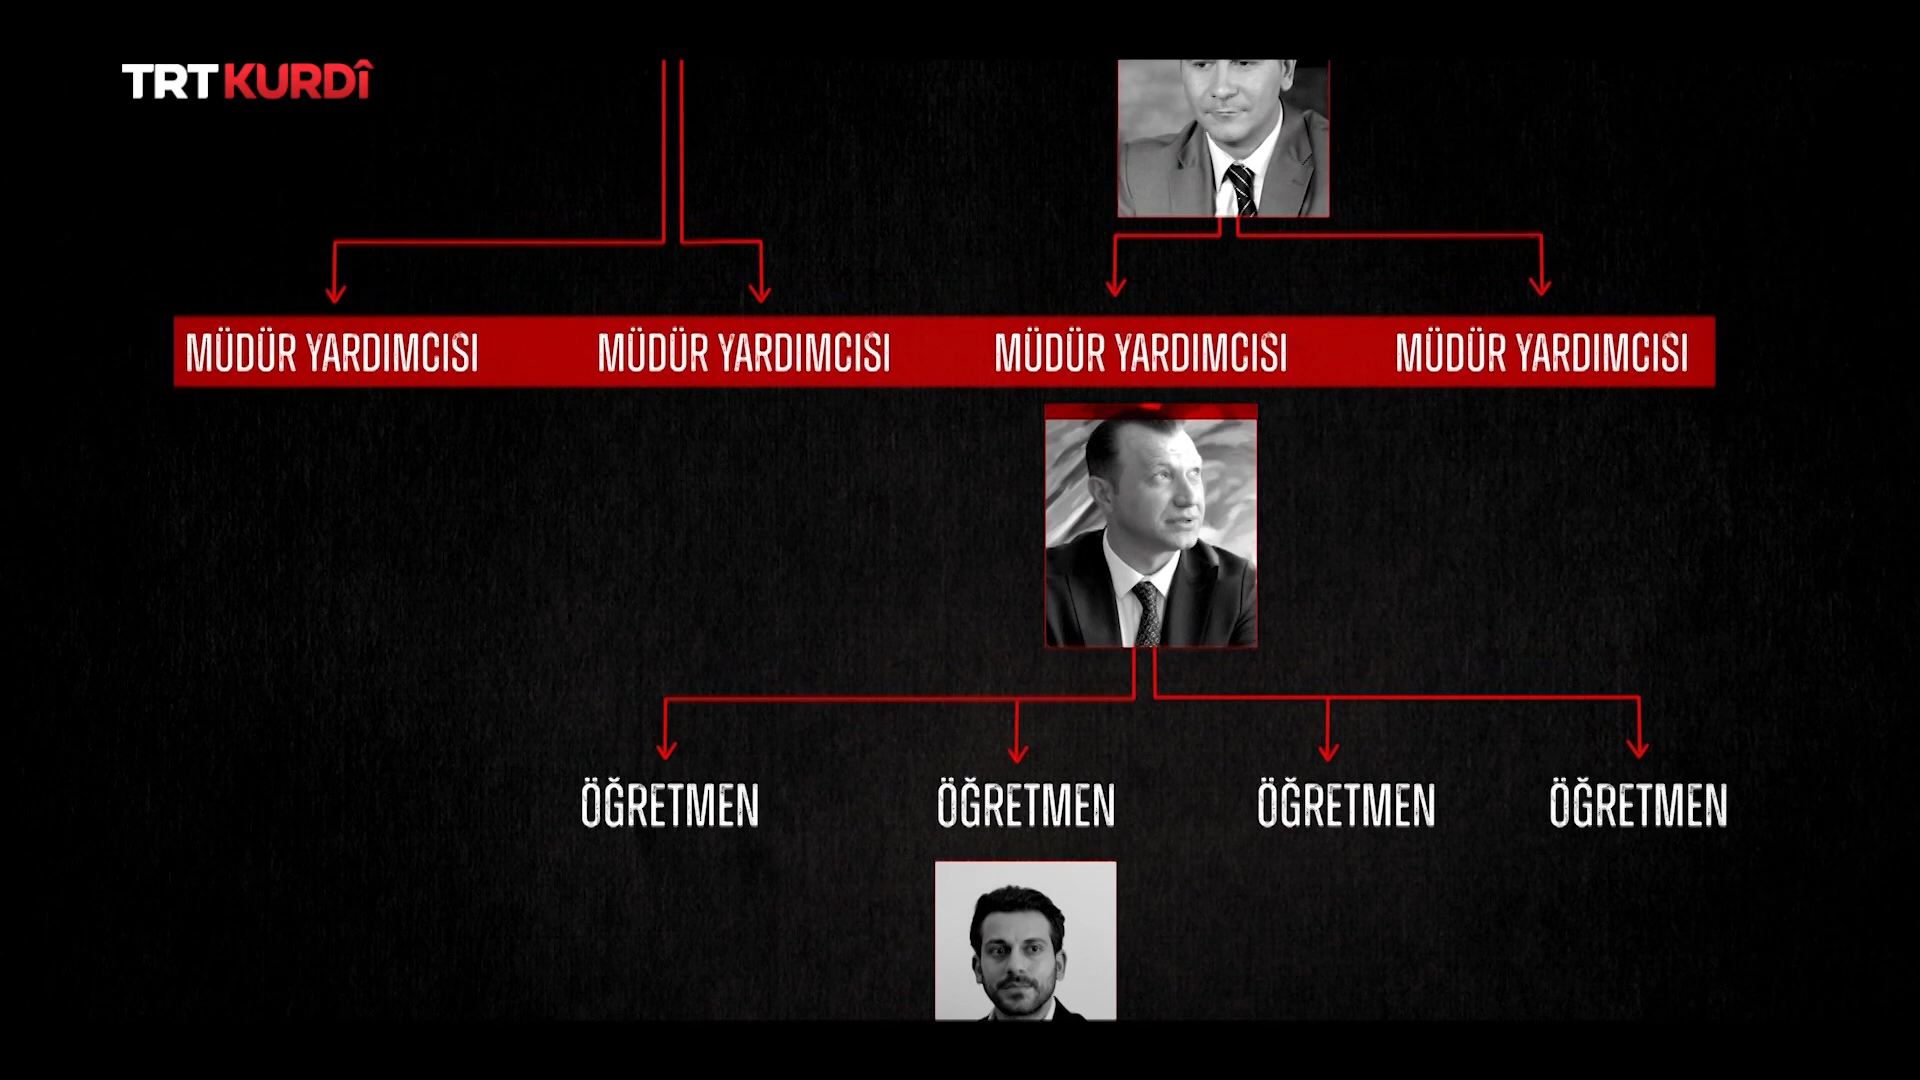 TRT KURDÎ
MÜDÜR YARDIMCISI MÜDÜR YARDIMCISI MÜDÜR YARDIMCISI MÜDÜR YARDIMCISI
ÖĞRETMEN ÖĞRETMEN ÖĞRETMEN ÖĞRETMEN